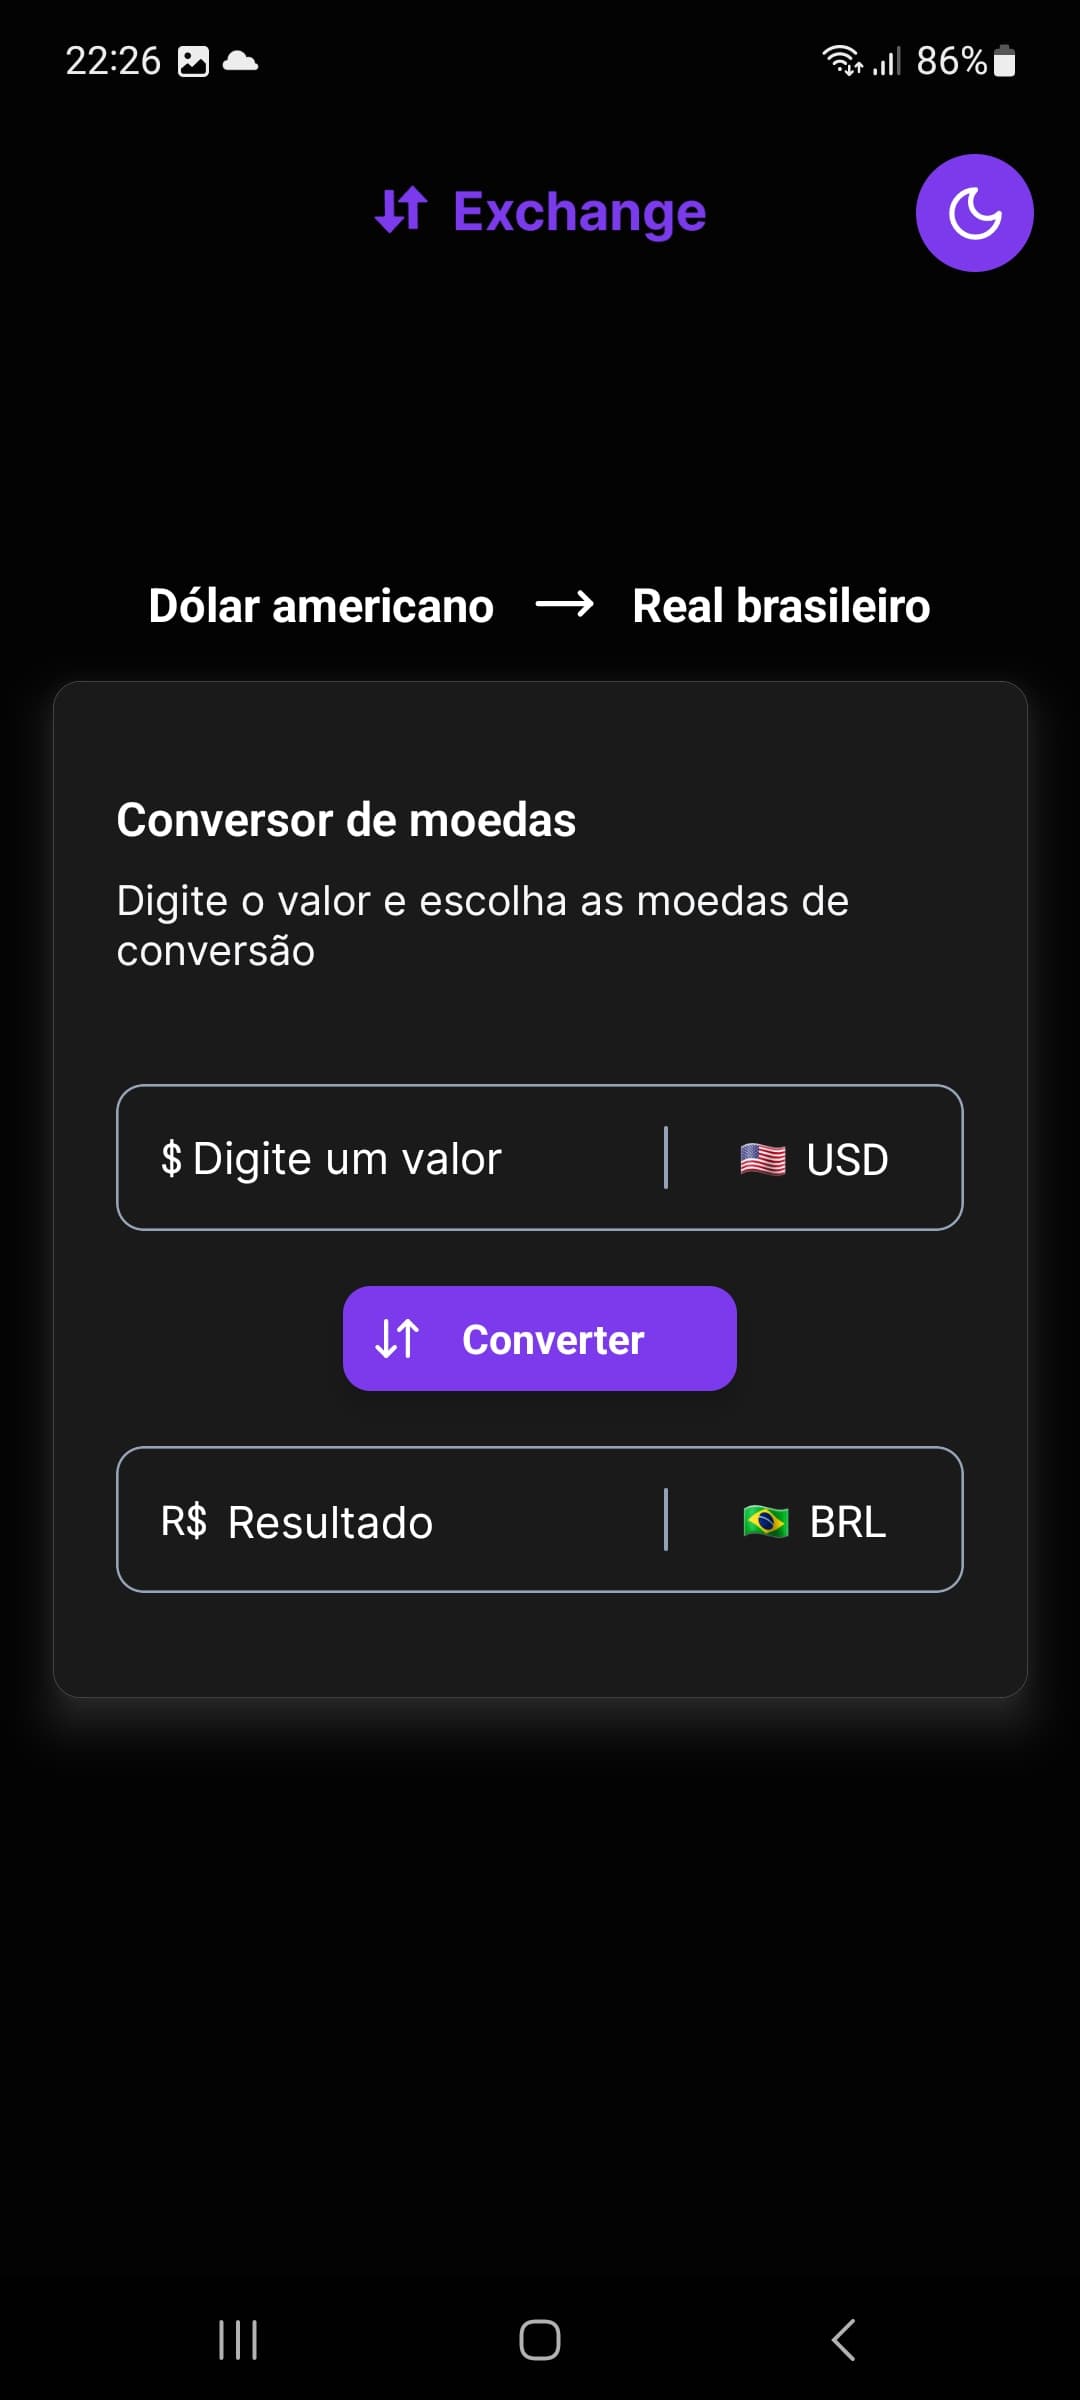 22:26 86%
Exchange
Dólar americano → Real brasileiro
Conversor de moedas
Digite o valor e escolha as moedas de
conversão
$ Digite um valor USD
Converter
R$ Resultado BRL